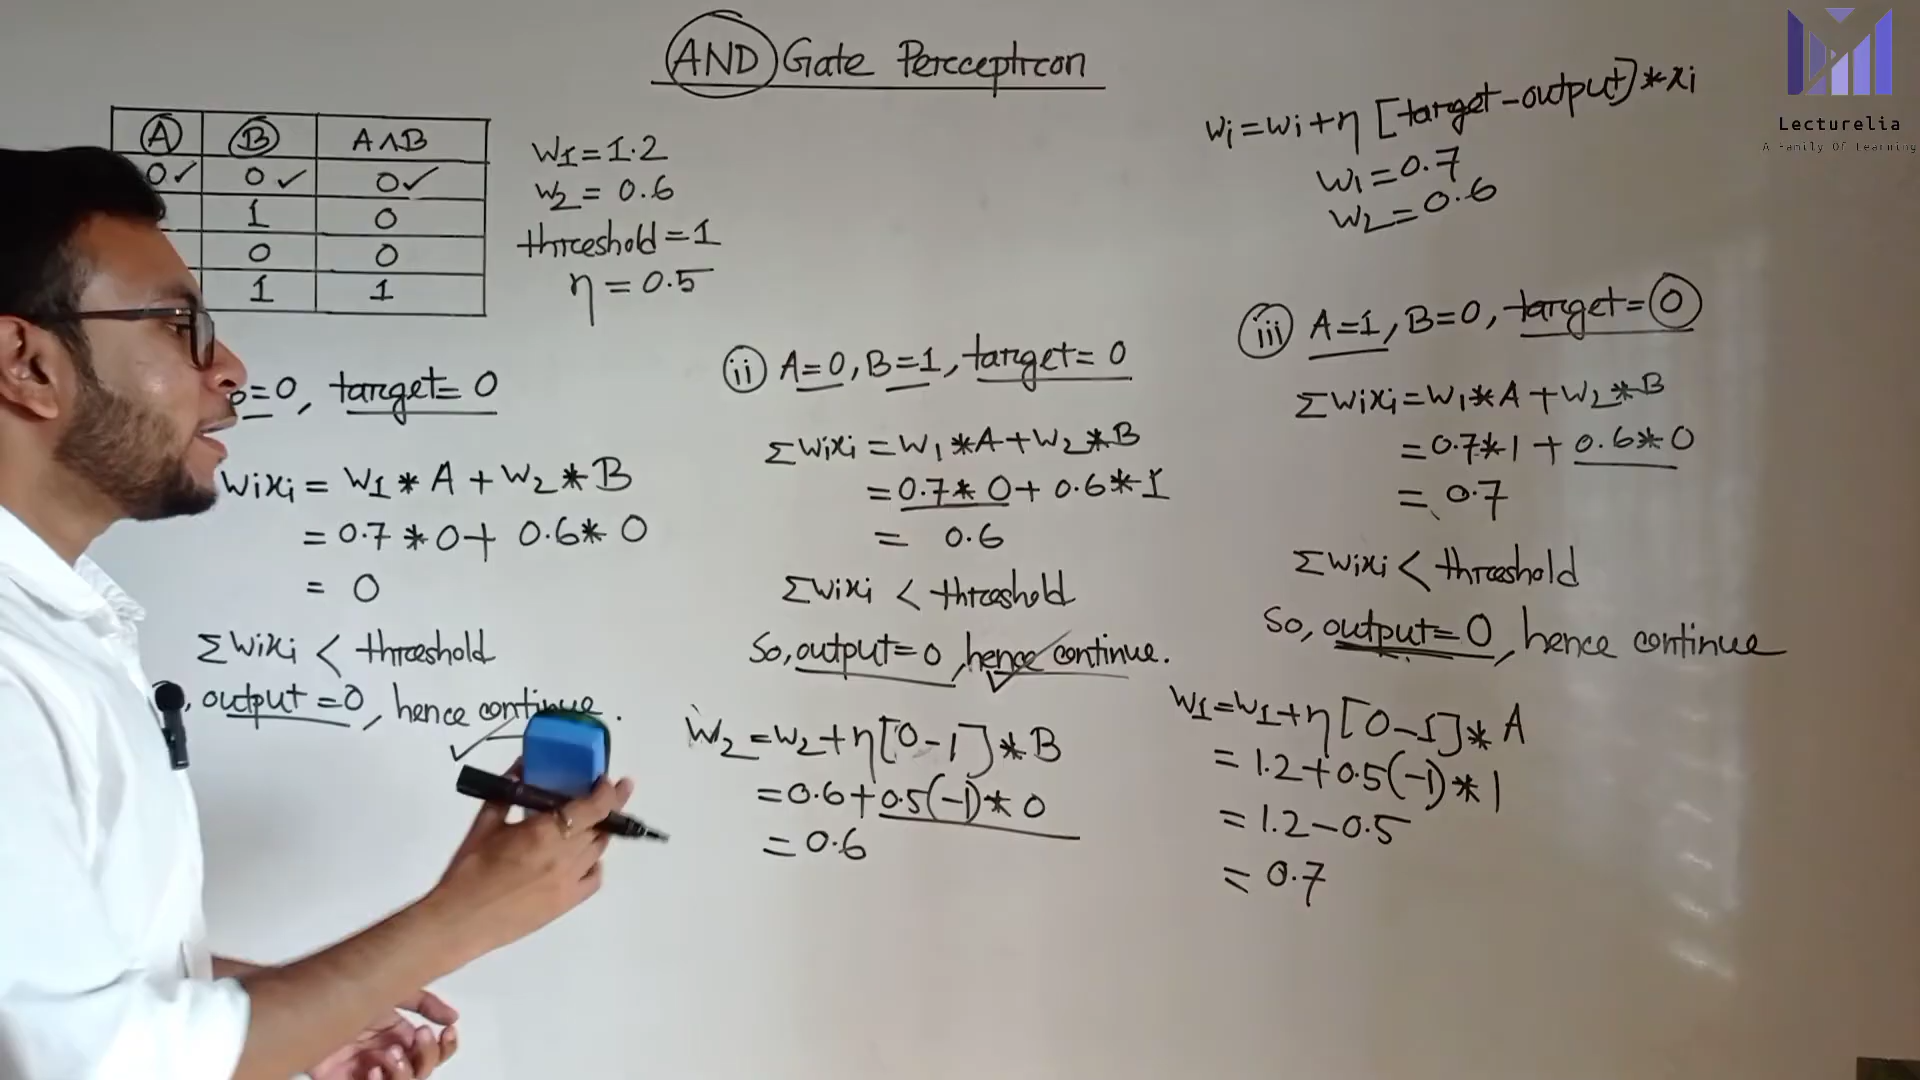 AND Gate Perceptron
A B A∧B
0✓ 0✓ 0✓
1 0
0 0
1 1
W1=1.2
W2=0.6
threshold=1
η=0.5
Wi=Wi+η[target-output]*xi
W1=0.7
W2=0.6
Lecturelia
A Family Of Learning
=0, target=0
Wixi=W1*A+W2*B
=0.7*0+0.6*0
=0
ΣWixi<threshold
, output=0, hence continue.
ii A=0, B=1, target=0
ΣWixi=W1*A+W2*B
=0.7*0+0.6*1
=0.6
ΣWixi<threshold
So, output=0, hence continue.
W2=W2+η[0-1]*B
=0.6+0.5(-1)*0
=0.6
iii A=1, B=0, target=0
ΣWixi=W1*A+W2*B
=0.7*1+0.6*0
=0.7
ΣWixi<threshold
So, output=0, hence continue
W1=W1+η[0-1]*A
=1.2+0.5(-1)*1
=1.2-0.5
=0.7